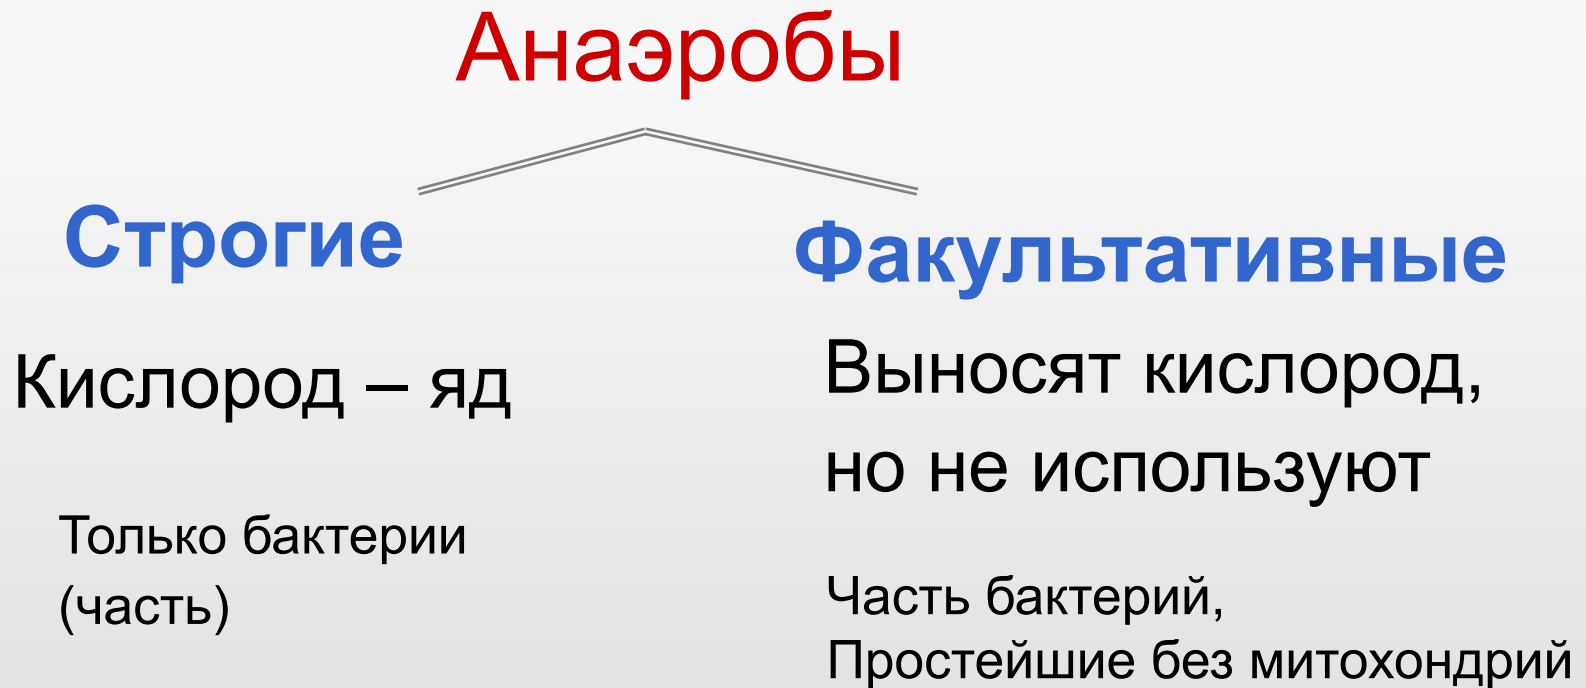 Анаэробы
Строгие
Кислород – яд
Только бактерии
(часть)
Факультативные
Выносят кислород,
но не используют
Часть бактерий,
Простейшие без митохондрий